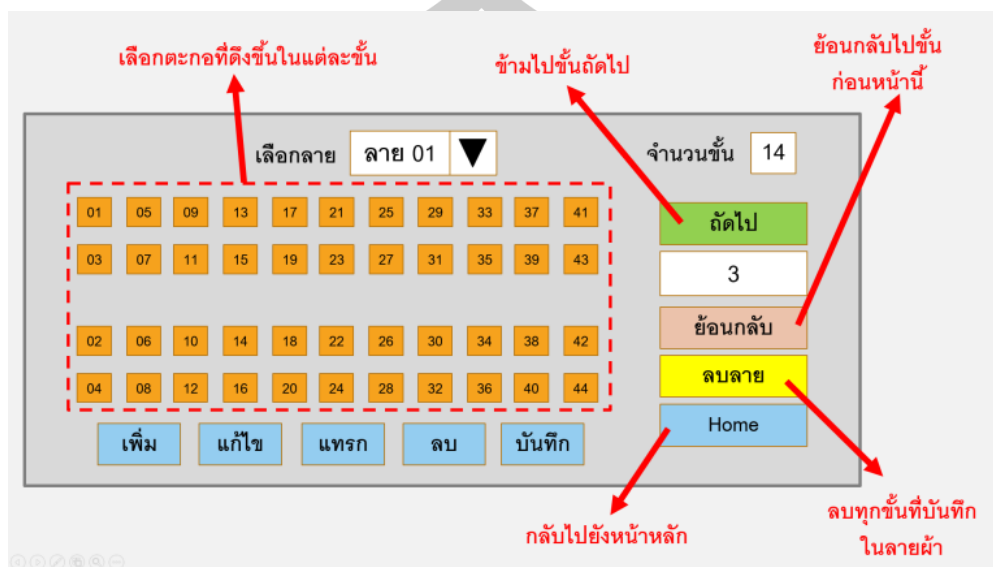 เลือกตะกอที่ดึงขึ้นในแต่ละขั้น
ข้ามไปขั้นถัดไป
ย้อนกลับไปขั้น
ก่อนหน้านี้
เลือกลาย ลาย 01 ▼ จำนวนขั้น 14
01 05 09 13 17 21 25 29 33 37 41
ถัดไป
03 07 11 15 19 23 27 31 35 39 43
3
ย้อนกลับ
02 06 10 14 18 22 26 30 34 38 42
ลบลาย
04 08 12 16 20 24 28 32 36 40 44
Home
เพิ่ม แก้ไข แทรก ลบ บันทึก
กลับไปยังหน้าหลัก
ลบทุกขั้นที่บันทึก
ในลายผ้า